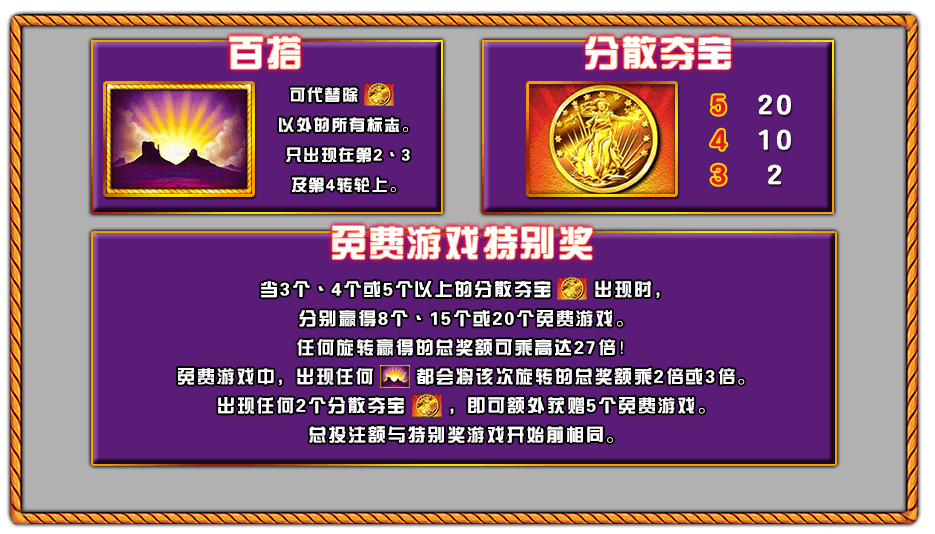 百搭
可代替除
以外的所有标志。
只出现在第2、3
及第4转轮上。
分散夺宝
5 20
4 10
3 2
免费游戏特别奖
当3个、4个或5个以上的分散夺宝 出现时，
分别赢得8个、15个或20个免费游戏。
任何旋转赢得的总奖额可乘高达27倍！
免费游戏中，出现任何 都会将该次旋转的总奖额乘2倍或3倍。
出现任何2个分散夺宝 ，即可额外获赠5个免费游戏。
总投注额与特别奖游戏开始前相同。